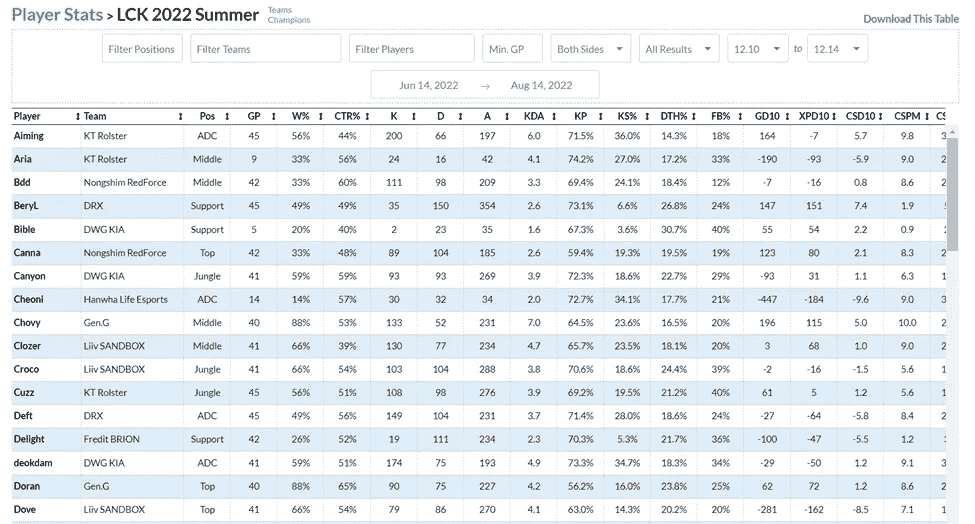 Player Stats > LCK 2022 Summer Teams
Champions
Download This Table
Filter Positions Filter Teams Filter Players Min. GP Both Sides All Results 12.10 to 12.14
Jun 14, 2022 → Aug 14, 2022
Player Team Pos GP W% CTR% K D A KDA KP KS% DTH% FB% GD10 XPD10 CSD10 CSPM CS
Aiming KT Rolster ADC 45 56% 44% 200 66 197 6.0 71.5% 36.0% 14.3% 18% 164 -7 5.7 9.8 3
Aria KT Rolster Middle 9 33% 56% 24 16 42 4.1 74.2% 27.0% 17.2% 33% -190 -93 -5.9 9.0 2
Bdd Nongshim RedForce Middle 42 33% 60% 111 98 209 3.3 69.4% 24.1% 18.4% 12% -7 -16 0.8 8.6 2
BeryL DRX Support 45 49% 49% 35 150 354 2.6 73.1% 6.6% 26.8% 24% 147 151 7.4 1.9
Bible DWG KIA Support 5 20% 40% 2 23 35 1.6 67.3% 3.6% 30.7% 40% 55 54 2.2 0.9
Canna Nongshim RedForce Top 42 33% 48% 89 104 185 2.6 59.4% 19.3% 19.5% 19% 123 80 2.1 8.3 2
Canyon DWG KIA Jungle 41 59% 59% 93 93 269 3.9 72.3% 18.6% 22.7% 29% -93 31 1.1 6.3 1
Cheoni Hanwha Life Esports ADC 14 14% 57% 30 32 34 2.0 72.7% 34.1% 17.7% 21% -447 -184 -9.6 9.0 3
Chovy Gen.G Middle 40 88% 53% 133 52 231 7.0 64.5% 23.6% 16.5% 20% 196 115 5.0 10.0 2
Clozer Liiv SANDBOX Middle 41 66% 39% 130 77 234 4.7 65.7% 23.5% 18.1% 20% 3 68 1.0 9.0 2
Croco Liiv SANDBOX Jungle 41 66% 54% 103 104 288 3.8 70.6% 18.6% 24.4% 39% -2 -16 -1.5 5.6 1
Cuzz KT Rolster Jungle 45 56% 51% 108 98 276 3.9 69.2% 19.5% 21.2% 40% 61 5 1.2 5.6 1
Deft DRX ADC 45 49% 56% 149 104 231 3.7 71.4% 28.0% 18.6% 24% -27 -64 -5.8 8.4 2
Delight Fredit BRION Support 42 26% 52% 19 111 234 2.3 70.3% 5.3% 21.7% 36% -100 -47 -5.5 1.2
deokdam DWG KIA ADC 41 59% 51% 174 75 193 4.9 73.3% 34.7% 18.3% 34% -29 -50 1.2 9.1 3
Doran Gen.G Top 40 88% 65% 90 75 227 4.2 56.2% 16.0% 23.8% 25% 62 72 1.2 8.6 2
Dove Liiv SANDBOX Top 41 66% 54% 79 86 270 4.1 63.0% 14.3% 20.2% 20% -281 -162 -8.5 7.1 1